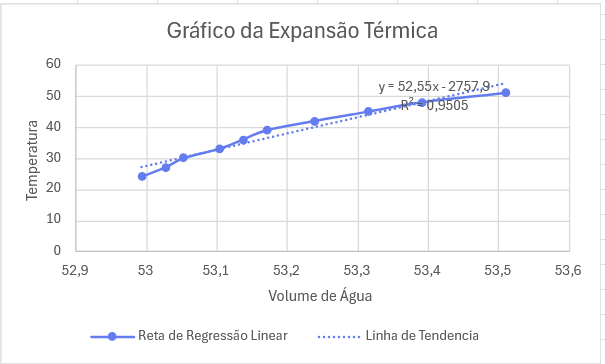 Gráfico da Expansão Térmica
60
50
40
30
20
10
0
Temperatura
y = 52,55x - 2757,9
R² = 0,9505
52,9
53
53,1
53,2
53,3
53,4
53,5
53,6
Volume de Água
Reta de Regressão Linear
Linha de Tendencia